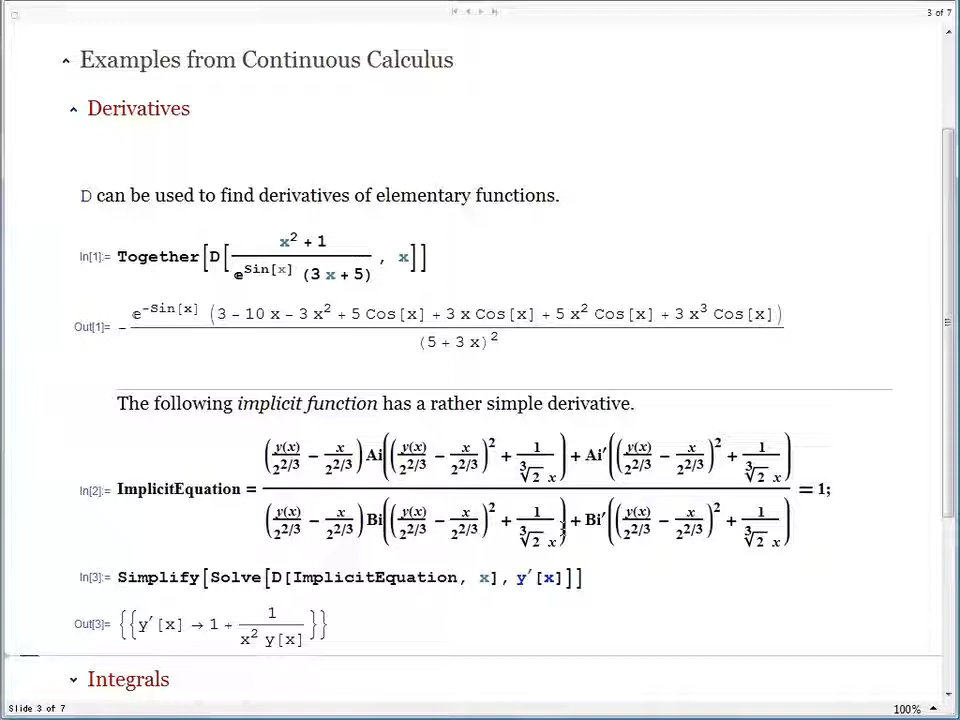 3 of 7
Examples from Continuous Calculus
Derivatives
D can be used to find derivatives of elementary functions.
In[1]:= Together[D[(x^2 + 1)/(e^Sin[x] (3 x + 5)), x]]
Out[1]= -(e^-Sin[x] (3 - 10 x - 3 x^2 + 5 Cos[x] + 3 x Cos[x] + 5 x^2 Cos[x] + 3 x^3 Cos[x]))/(5 + 3 x)^2
The following implicit function has a rather simple derivative.
In[2]:= ImplicitEquation = ((y(x)/2^2/3 - x/2^2/3) Ai((y(x)/2^2/3 - x/2^2/3)^2 + 1/(∛2 x)) + Ai′((y(x)/2^2/3 - x/2^2/3)^2 + 1/(∛2 x)))/((y(x)/2^2/3 - x/2^2/3) Bi((y(x)/2^2/3 - x/2^2/3)^2 + 1/(∛2 x)) + Bi′((y(x)/2^2/3 - x/2^2/3)^2 + 1/(∛2 x))) = 1;
In[3]:= Simplify[Solve[D[ImplicitEquation, x], y′[x]]]
Out[3]= {{y′[x] → 1 + 1/(x^2 y[x])}}
Integrals
Slide 3 of 7
100%